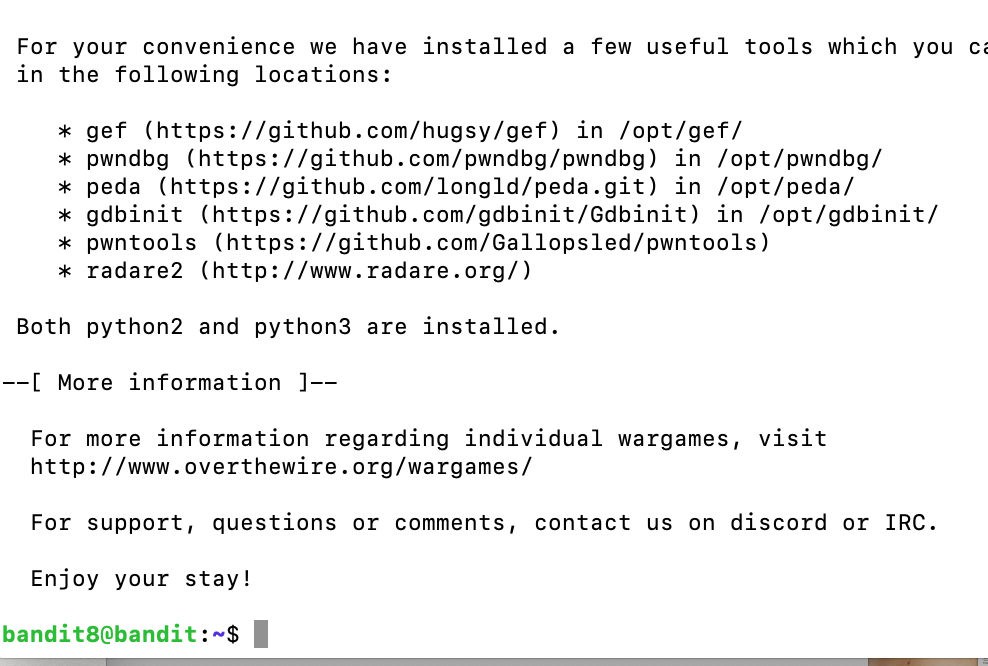 For your convenience we have installed a few useful tools which you
in the following locations:
* gef (https://github.com/hugsy/gef) in /opt/gef/
* pwndbg (https://github.com/pwndbg/pwndbg) in /opt/pwndbg/
* peda (https://github.com/longld/peda.git) in /opt/peda/
* gdbinit (https://github.com/gdbinit/Gdbinit) in /opt/gdbinit/
* pwntools (https://github.com/Gallopsled/pwntools)
* radare2 (http://www.radare.org/)
Both python2 and python3 are installed.
--[ More information ]--
For more information regarding individual wargames, visit
http://www.overthewire.org/wargames/
For support, questions or comments, contact us on discord or IRC.
Enjoy your stay!
bandit8@bandit:~$